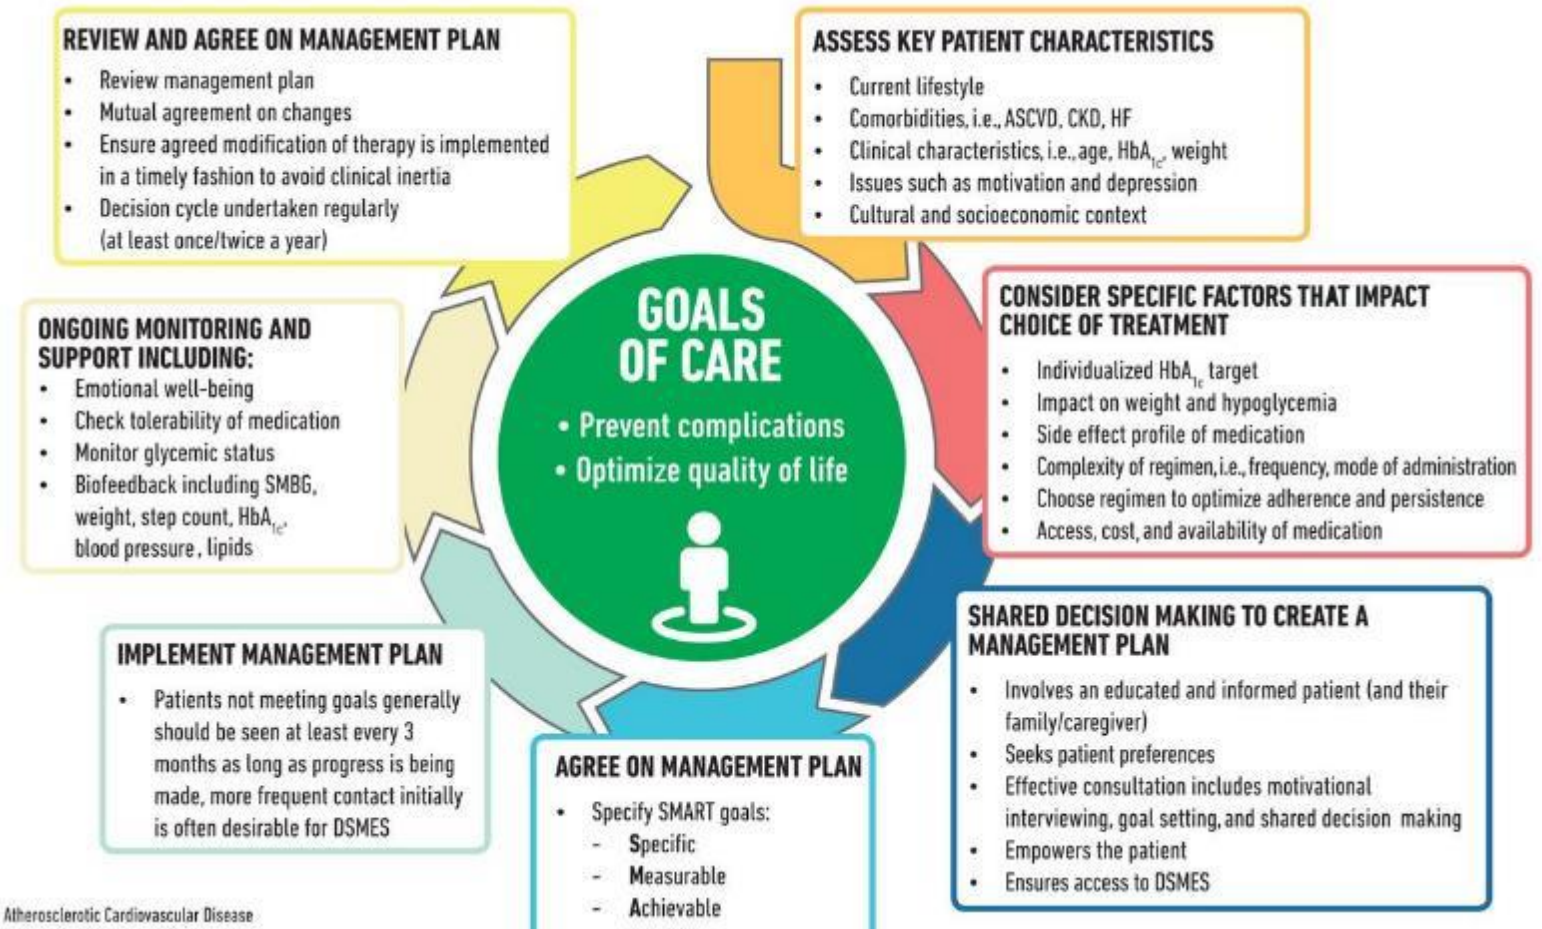 REVIEW AND AGREE ON MANAGEMENT PLAN
• Review management plan
• Mutual agreement on changes
• Ensure agreed modification of therapy is implemented
in a timely fashion to avoid clinical inertia
• Decision cycle undertaken regularly
(at least once/twice a year)
ASSESS KEY PATIENT CHARACTERISTICS
• Current lifestyle
• Comorbidities, i.e., ASCVD, CKD, HF
• Clinical characteristics, i.e., age, HbA1c, weight
• Issues such as motivation and depression
• Cultural and socioeconomic context
CONSIDER SPECIFIC FACTORS THAT IMPACT
CHOICE OF TREATMENT
• Individualized HbA1c target
• Impact on weight and hypoglycemia
• Side effect profile of medication
• Complexity of regimen, i.e., frequency, mode of administration
• Choose regimen to optimize adherence and persistence
• Access, cost, and availability of medication
SHARED DECISION MAKING TO CREATE A
MANAGEMENT PLAN
• Involves an educated and informed patient (and their
family/caregiver)
• Seeks patient preferences
• Effective consultation includes motivational
interviewing, goal setting, and shared decision making
• Empowers the patient
• Ensures access to DSMES
AGREE ON MANAGEMENT PLAN
• Specify SMART goals:
- Specific
- Measurable
- Achievable
IMPLEMENT MANAGEMENT PLAN
• Patients not meeting goals generally
should be seen at least every 3
months as long as progress is being
made, more frequent contact initially
is often desirable for DSMES
ONGOING MONITORING AND
SUPPORT INCLUDING:
• Emotional well-being
• Check tolerability of medication
• Monitor glycemic status
• Biofeedback including SMBG,
weight, step count, HbA1c,
blood pressure, lipids
GOALS
OF CARE
• Prevent complications
• Optimize quality of life
Atherosclerotic Cardiovascular Disease